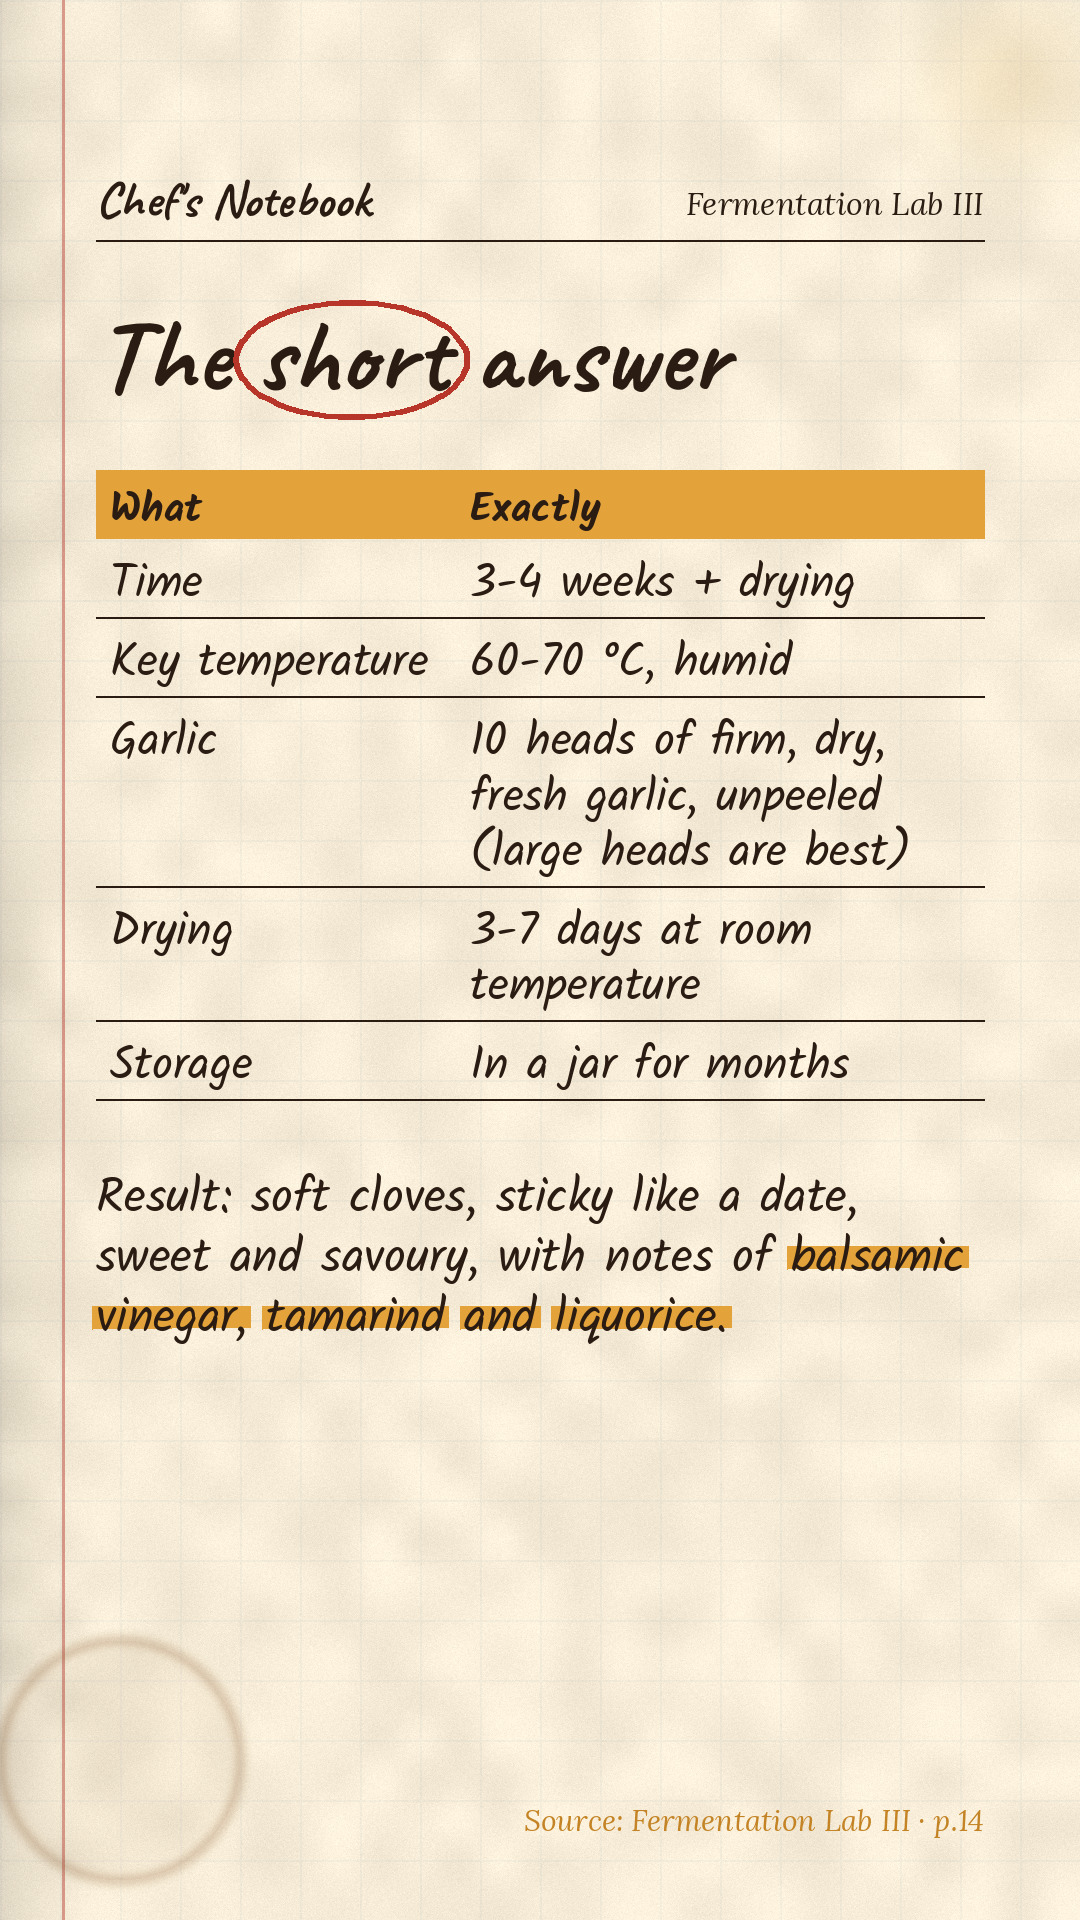 Chef's Notebook
Fermentation Lab III
The short answer
What Exactly
Time 3-4 weeks + drying
Key temperature 60-70 °C, humid
Garlic 10 heads of firm, dry,
fresh garlic, unpeeled
(large heads are best)
Drying 3-7 days at room
temperature
Storage In a jar for months
Result: soft cloves, sticky like a date,
sweet and savoury, with notes of balsamic
vinegar, tamarind and liquorice.
Source: Fermentation Lab III · p.14